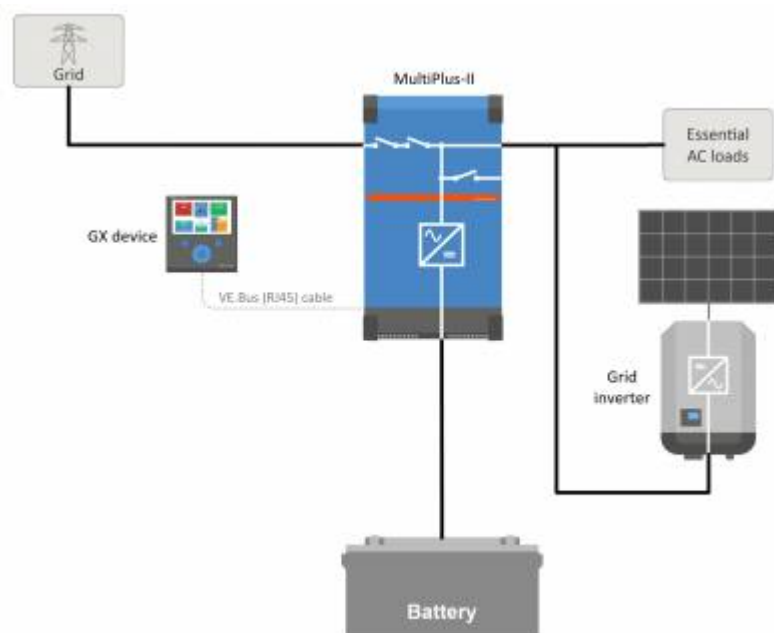 Grid
MultiPlus-II
Essential
AC loads
GX device
VE.Bus (RJ45) cable
Grid
inverter
Battery